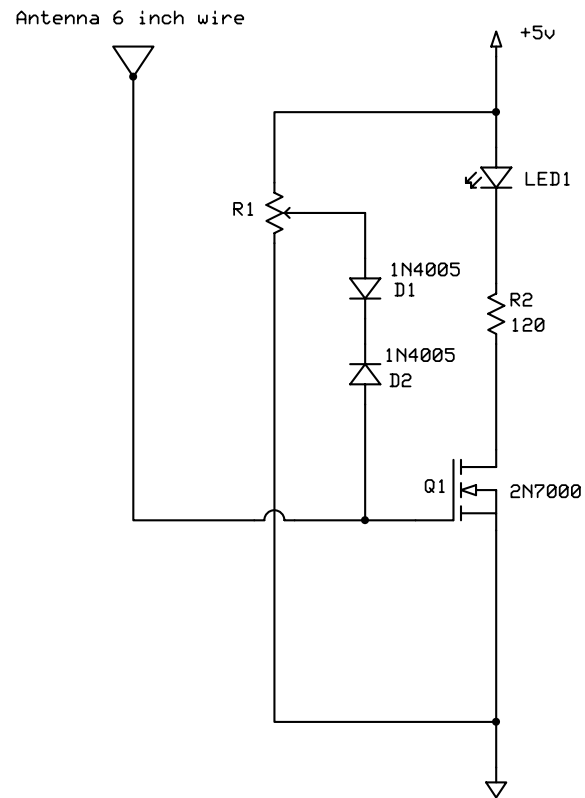 Antenna 6 inch wire
+5v
LED1
R1
1N4005
D1
R2
120
1N4005
D2
Q1
2N7000